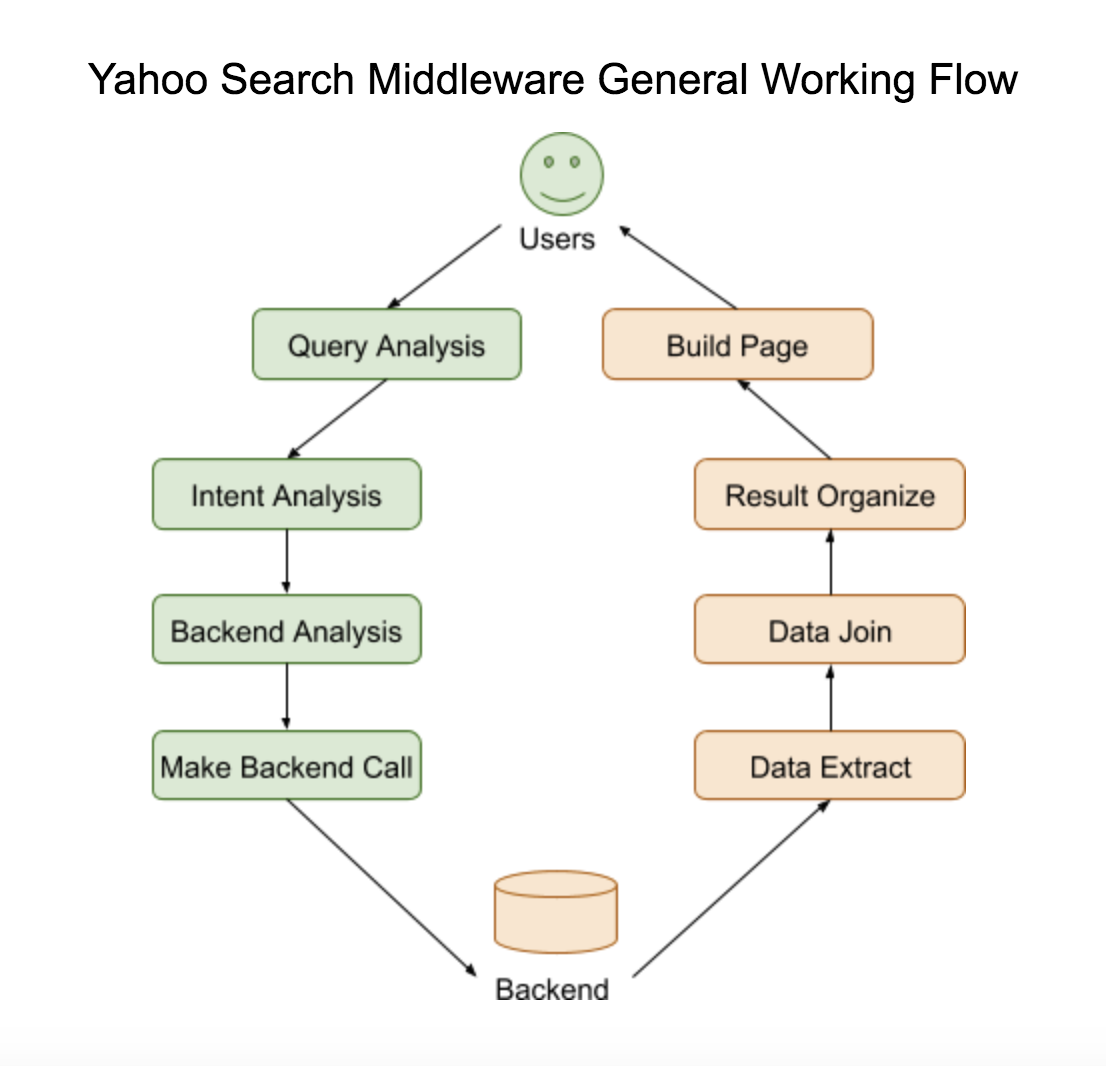 Yahoo Search Middleware General Working Flow
Users
Query Analysis
Build Page
Intent Analysis
Result Organize
Backend Analysis
Data Join
Make Backend Call
Data Extract
Backend